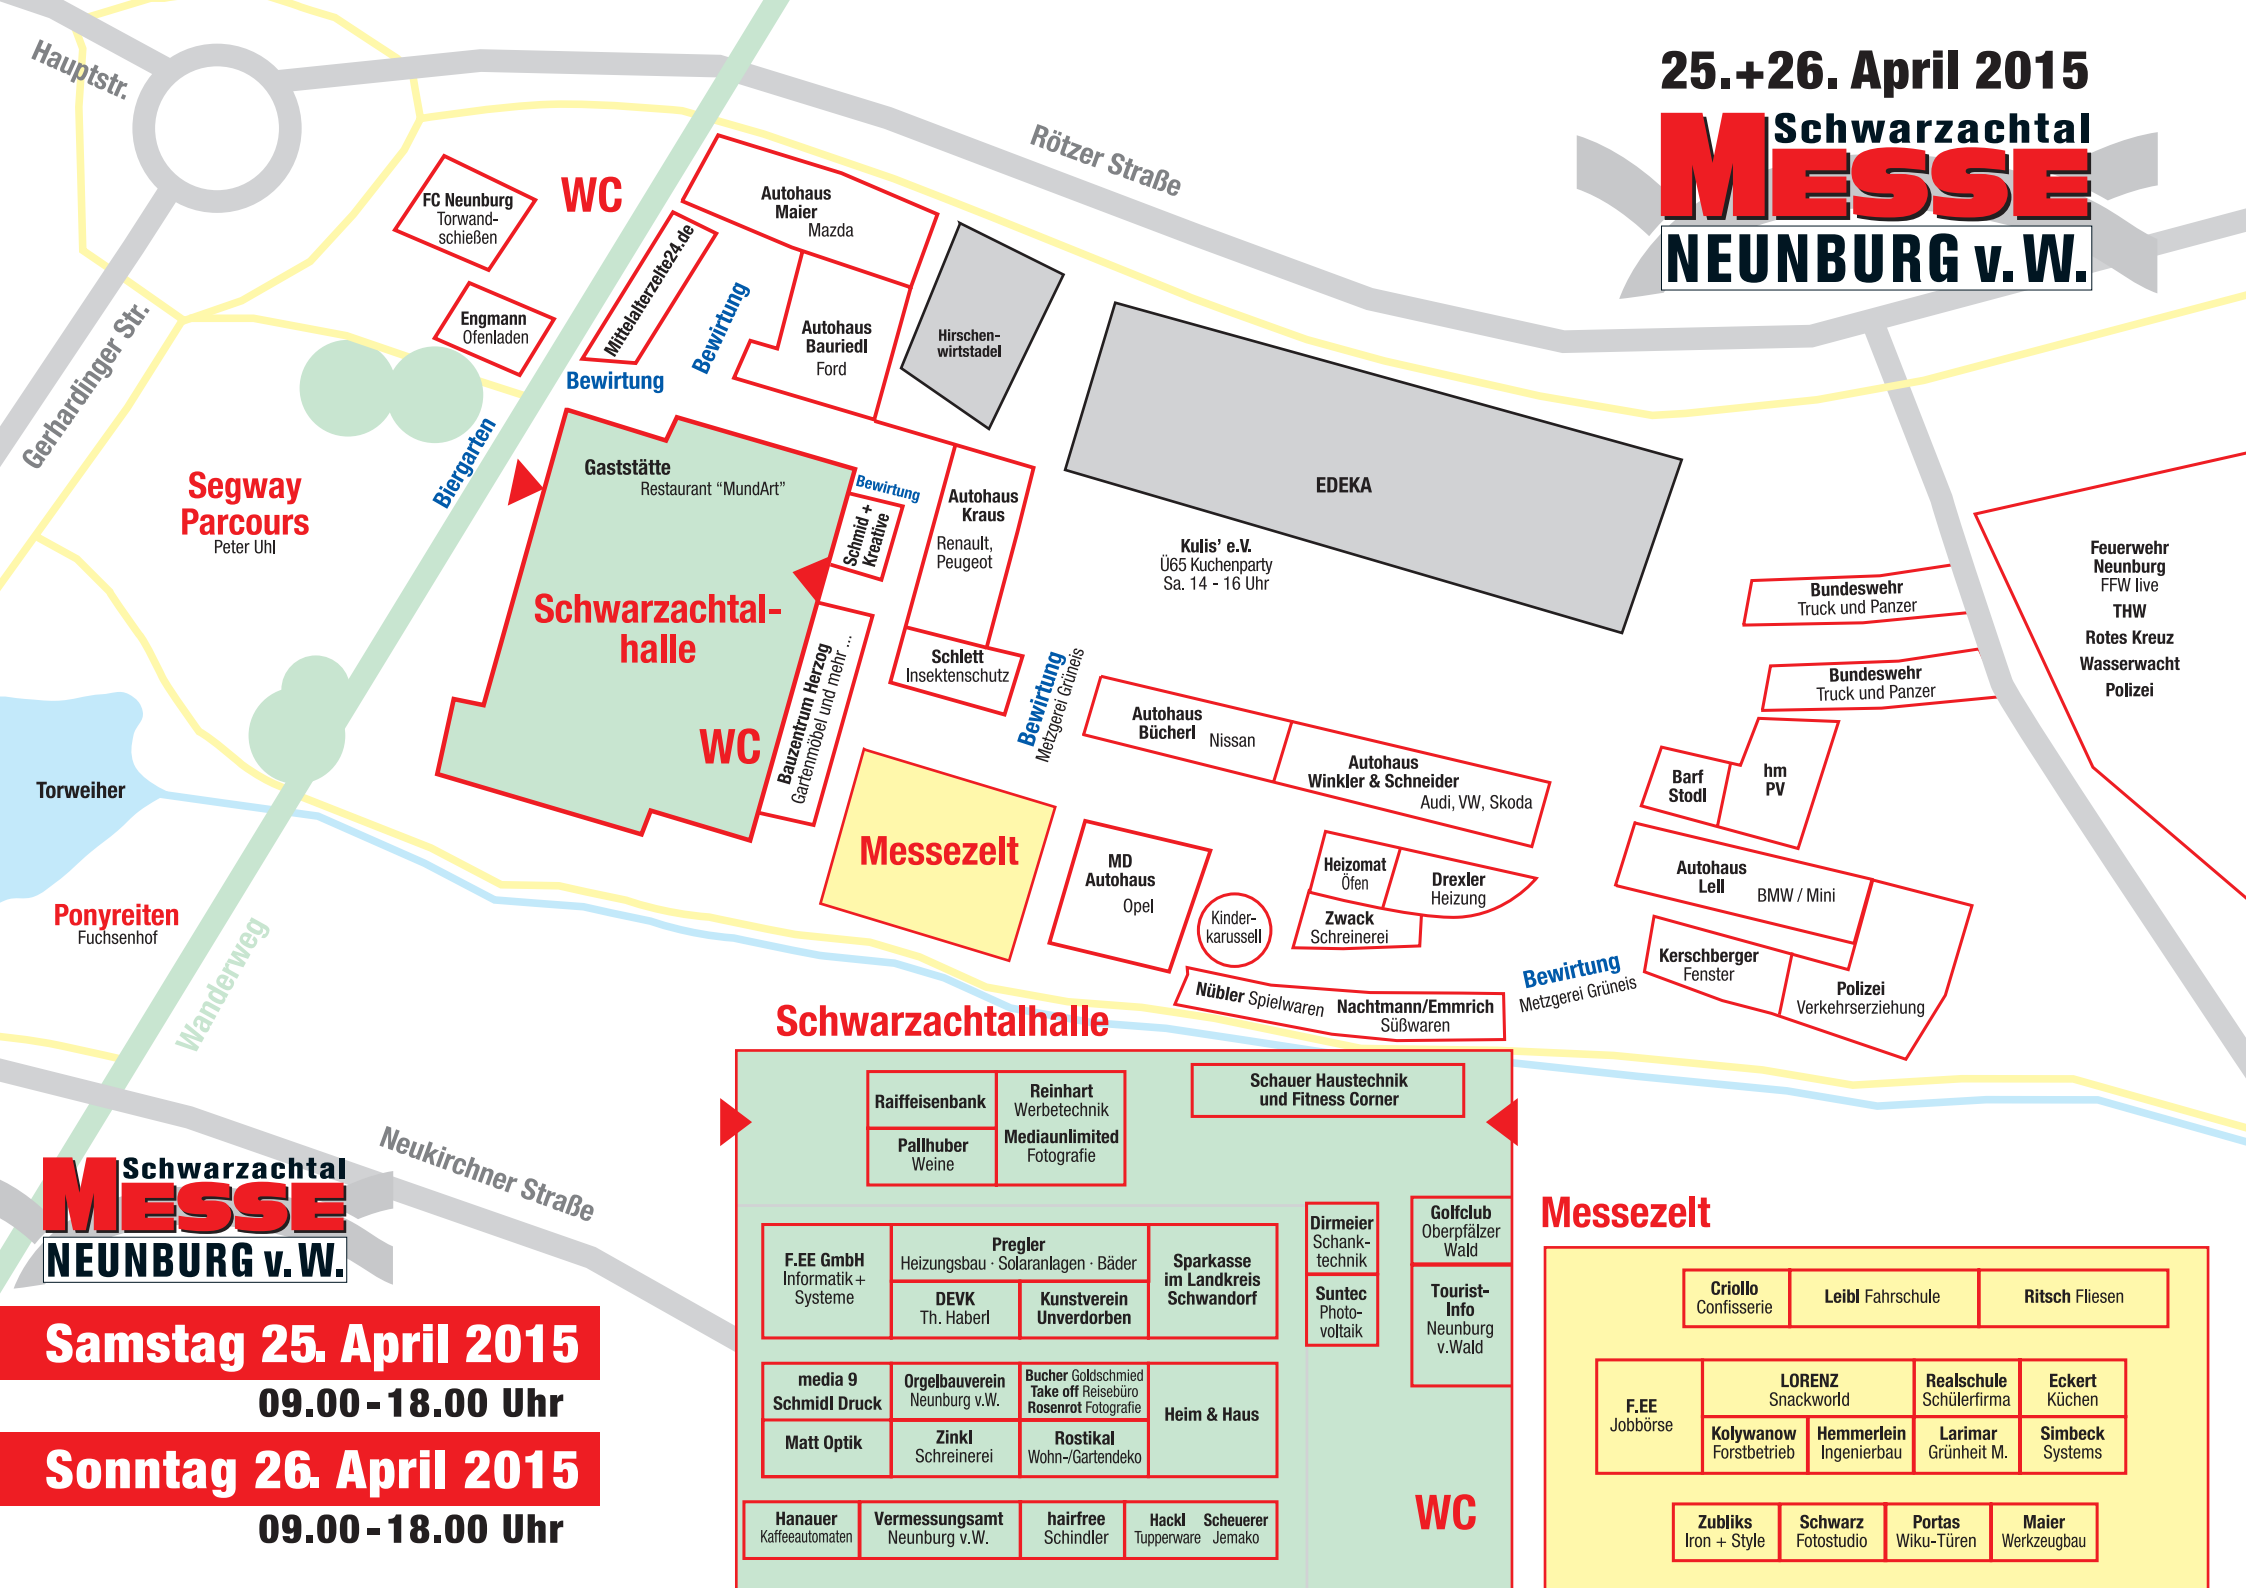 25.+26. April 2015
Schwarzachtal
MESSE
NEUNBURG v.W.
Hauptstr.
Rötzer Straße
Gerhardinger Str.
FC Neunburg
Torwand-
schießen
WC
Engmann
Ofenladen
Mittelalterzelte24.de
Autohaus
Maier
Mazda
Bewirtung
Bewirtung
Autohaus
Bauriedl
Ford
Hirschen-
wirtstadel
EDEKA
Biergarten
Segway
Parcours
Peter Uhl
Gaststätte
Restaurant “MundArt”
Bewirtung
Schmid +
Kreative
Autohaus
Kraus
Renault,
Peugeot
Kulis’ e.V.
Ü65 Kuchenparty
Sa. 14 - 16 Uhr
Schwarzachtal-
halle
WC
Bauzentrum Herzog
Gartenmöbel und mehr ...
Schlett
Insektenschutz
Bewirtung
Metzgerei Grüneis
Bundeswehr
Truck und Panzer
Bundeswehr
Truck und Panzer
Feuerwehr
Neunburg
FFW live
THW
Rotes Kreuz
Wasserwacht
Polizei
Autohaus
Bücherl Nissan
Autohaus
Winkler & Schneider
Audi, VW, Skoda
Barf
Stodl
hm
PV
Torweiher
Messezelt
MD
Autohaus
Opel
Kinder-
karussell
Heizomat
Öfen
Drexler
Heizung
Zwack
Schreinerei
Autohaus
Lell
BMW / Mini
Kerschberger
Fenster
Polizei
Verkehrserziehung
Ponyreiten
Fuchsenhof
Wanderweg
Nübler Spielwaren
Nachtmann/Emmrich
Süßwaren
Bewirtung
Metzgerei Grüneis
Neukirchner Straße
Schwarzachtal
MESSE
NEUNBURG v.W.
Samstag 25. April 2015
09.00-18.00 Uhr
Sonntag 26. April 2015
09.00-18.00 Uhr
Schwarzachtalhalle
Raiffeisenbank
Pallhuber
Weine
Reinhart
Werbetechnik
Mediaunlimited
Fotografie
Schauer Haustechnik
und Fitness Corner
F.EE GmbH
Informatik+
Systeme
Pregler
Heizungsbau · Solaranlagen · Bäder
DEVK
Th. Haberl
Kunstverein
Unverdorben
Sparkasse
im Landkreis
Schwandorf
Dirmeier
Schank-
technik
Suntec
Photo-
voltaik
Golfclub
Oberpfälzer
Wald
Tourist-
Info
Neunburg
v.Wald
media 9
Schmidl Druck
Orgelbauverein
Neunburg v.W.
Bucher Goldschmied
Take off Reisebüro
Rosenrot Fotografie
Heim & Haus
Matt Optik
Zinkl
Schreinerei
Rostikal
Wohn-/Gartendeko
Hanauer
Kaffeeautomaten
Vermessungsamt
Neunburg v.W.
hairfree
Schindler
Hackl
Tupperware
Scheuerer
Jemako
WC
Messezelt
Criollo
Confisserie
Leibl Fahrschule
Ritsch Fliesen
F.EE
Jobbörse
LORENZ
Snackworld
Realschule
Schülerfirma
Eckert
Küchen
Kolywanow
Forstbetrieb
Hemmerlein
Ingenierbau
Larimar
Grünheit M.
Simbeck
Systems
Zubliks
Iron + Style
Schwarz
Fotostudio
Portas
Wiku-Türen
Maier
Werkzeugbau